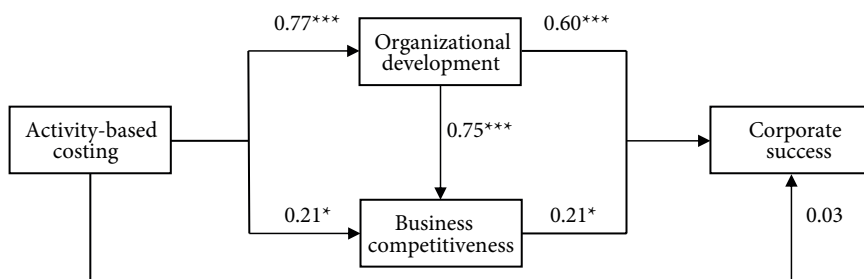 0.77***
Organizational
development
0.60***
Activity-based
costing
0.75***
Corporate
success
0.21*
Business
competitiveness
0.21*
0.03